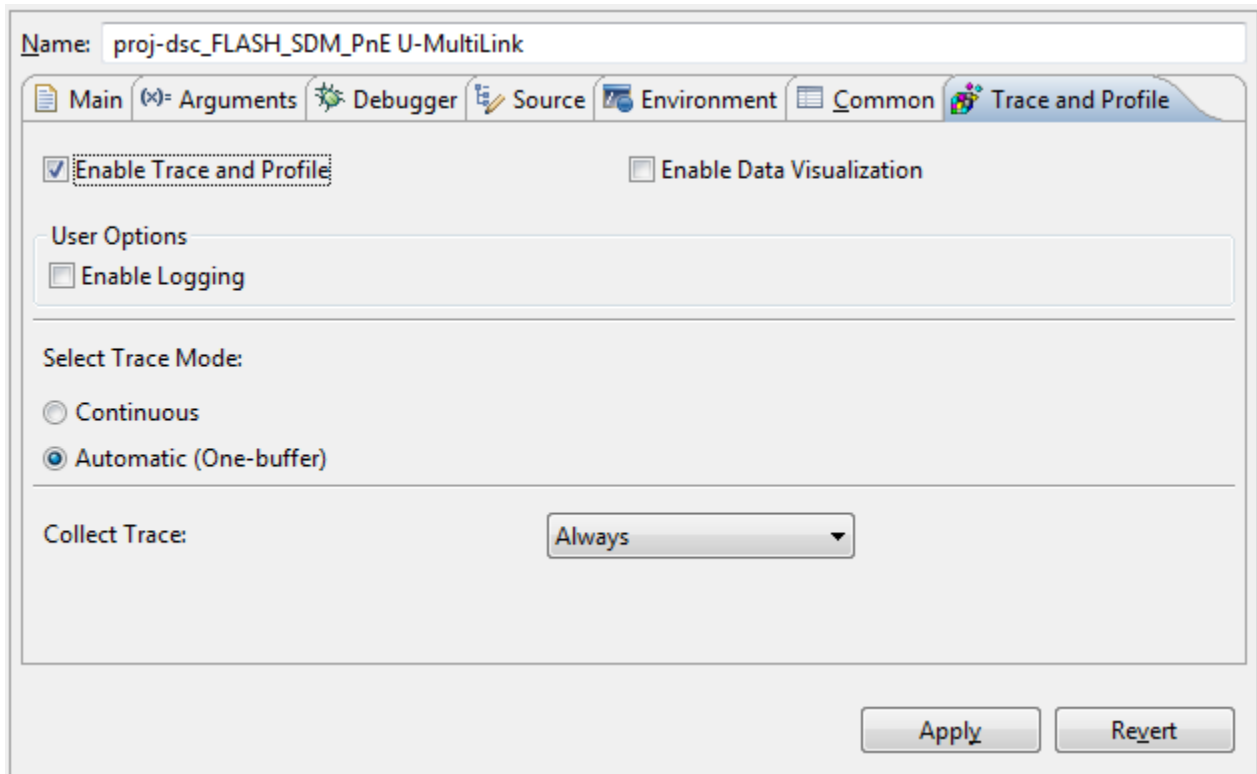 Name: proj-dsc_FLASH_SDM_PnE U-MultiLink
Main (x)= Arguments Debugger Source Environment Common Trace and Profile
Enable Trace and Profile Enable Data Visualization
User Options
Enable Logging
Select Trace Mode:
Continuous
Automatic (One-buffer)
Collect Trace: Always
Apply Revert